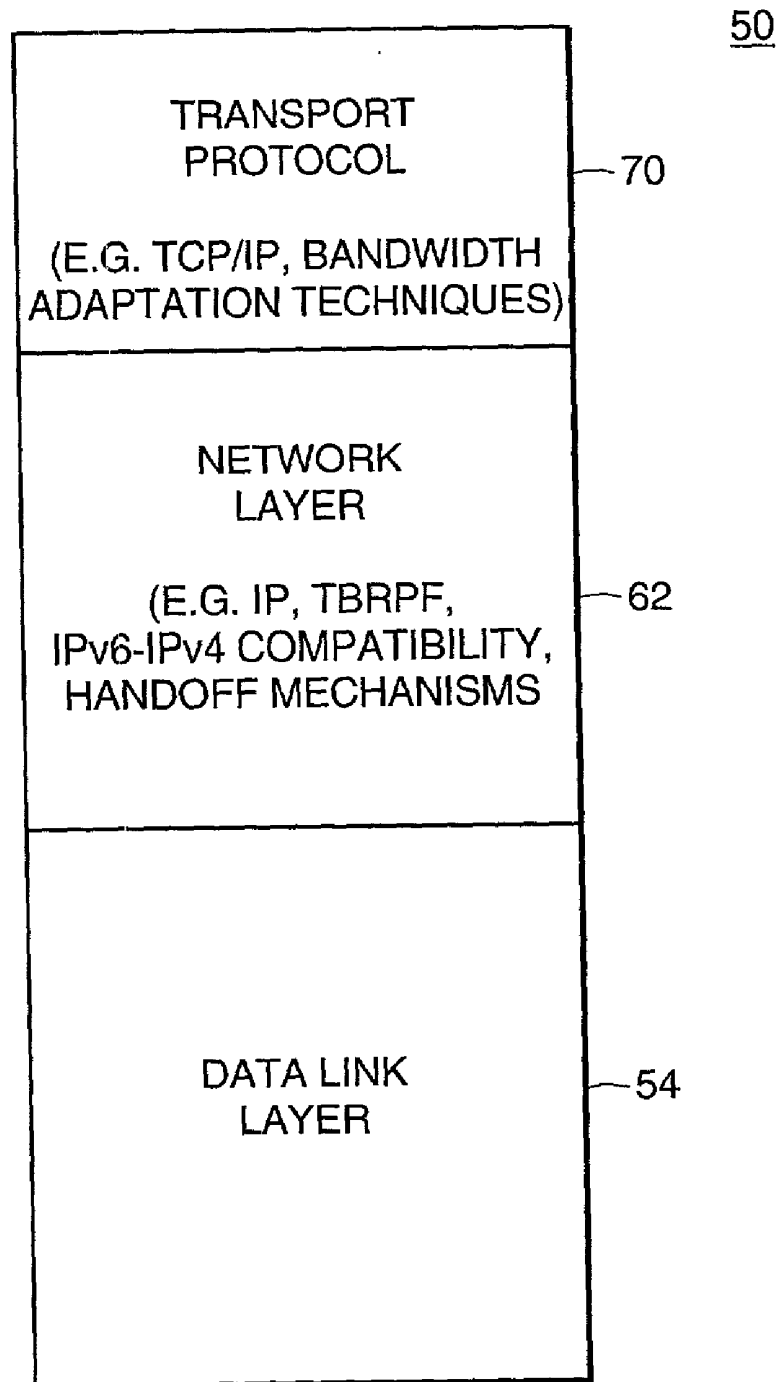 50
TRANSPORT
PROTOCOL
70
(E.G. TCP/IP, BANDWIDTH
ADAPTATION TECHNIQUES)
NETWORK
LAYER
(E.G. IP, TBRPF,
62
IPv6-IPv4 COMPATIBILITY,
HANDOFF MECHANISMS
DATA LINK
54
LAYER